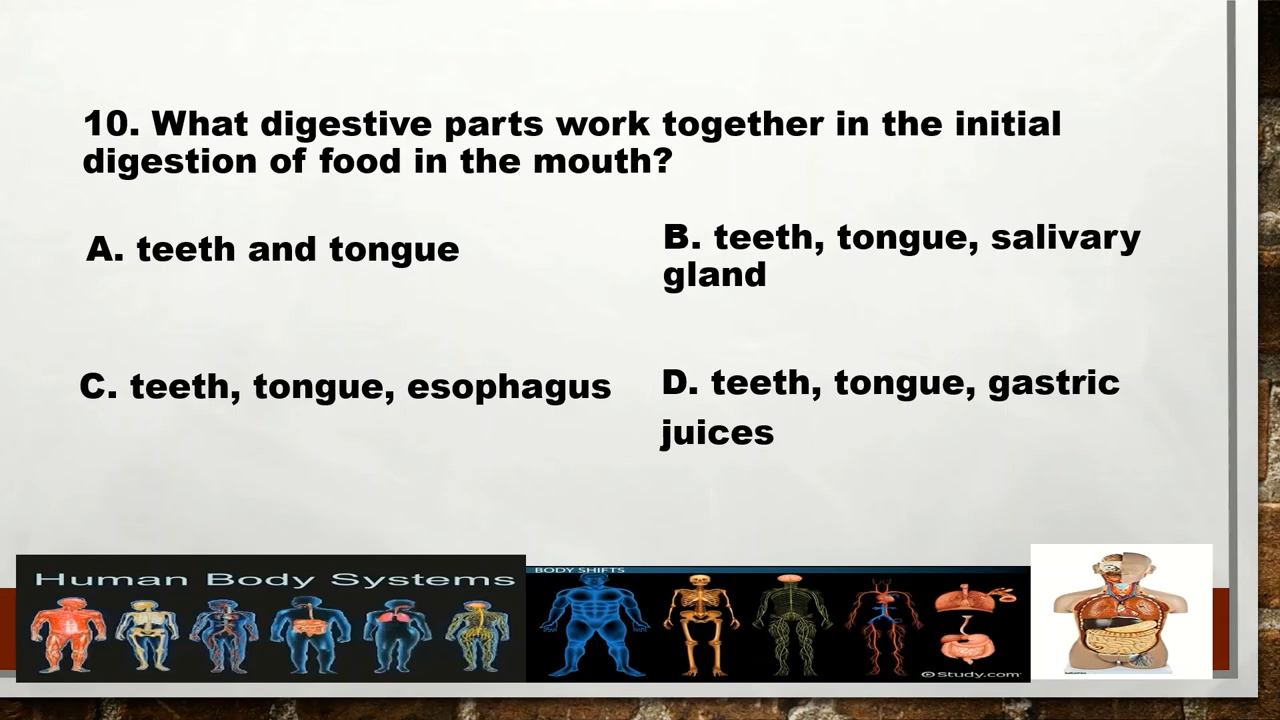 10. What digestive parts work together in the initial
digestion of food in the mouth?
A. teeth and tongue
B. teeth, tongue, salivary
gland
C. teeth, tongue, esophagus
D. teeth, tongue, gastric
juices
Human Body Systems
BODY SHIFTS
© Study.com